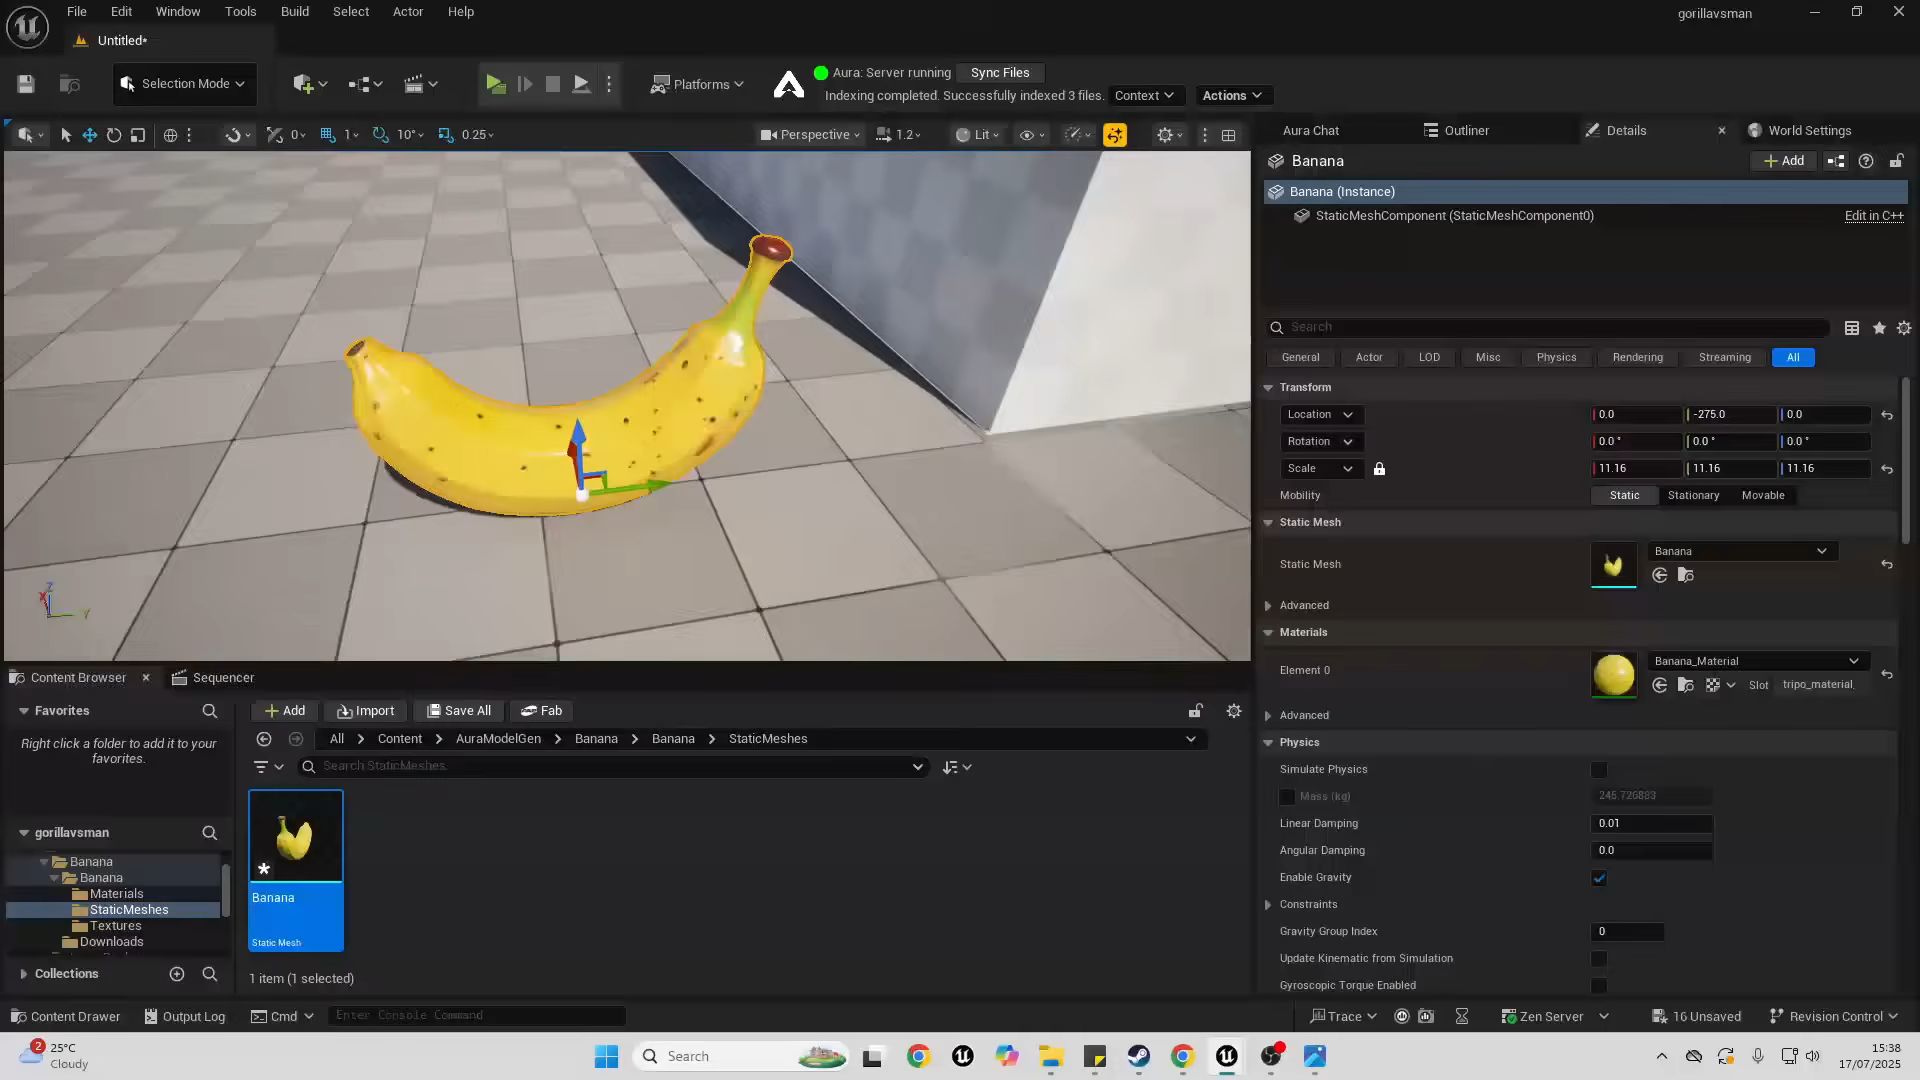 File Edit Window Tools Build Select Actor Help
gorillavsman
Untitled*
Selection Mode
Platforms
Aura: Server running Sync Files
Indexing completed. Successfully indexed 3 files. Context Actions
0 1 10° 0.25 Perspective 1.2 Lit
Aura Chat Outliner Details World Settings
Banana Add
Banana (Instance)
StaticMeshComponent (StaticMeshComponent0) Edit in C++
Search
General Actor LOD Misc Physics Rendering Streaming All
Transform
Location 0.0 -275.0 0.0
Rotation 0.0° 0.0° 0.0°
Scale 11.16 11.16 11.16
Mobility Static Stationary Movable
Static Mesh
Static Mesh Banana
Advanced
Materials
Element 0 Banana_Material
Slot tripo_material_
Advanced
Physics
Simulate Physics
Mass (kg)
Linear Damping 0.01
Angular Damping 0.0
Enable Gravity
Constraints
Gravity Group Index 0
Update Kinematic from Simulation
Gyroscopic Torque Enabled
Z X Y
Content Browser Sequencer
Favorites
Right click a folder to add it to your
favorites.
gorillavsman
Banana
Banana
Materials
StaticMeshes
Textures
Downloads
Collections
Add Import Save All Fab
All Content AuraModelGen Banana Banana StaticMeshes
Search StaticMeshes
Banana
Static Mesh
1 item (1 selected)
Content Drawer Output Log Cmd Enter Console Command
Trace Zen Server 16 Unsaved Revision Control
2
25°C
Cloudy
Search
15:38
17/07/2025